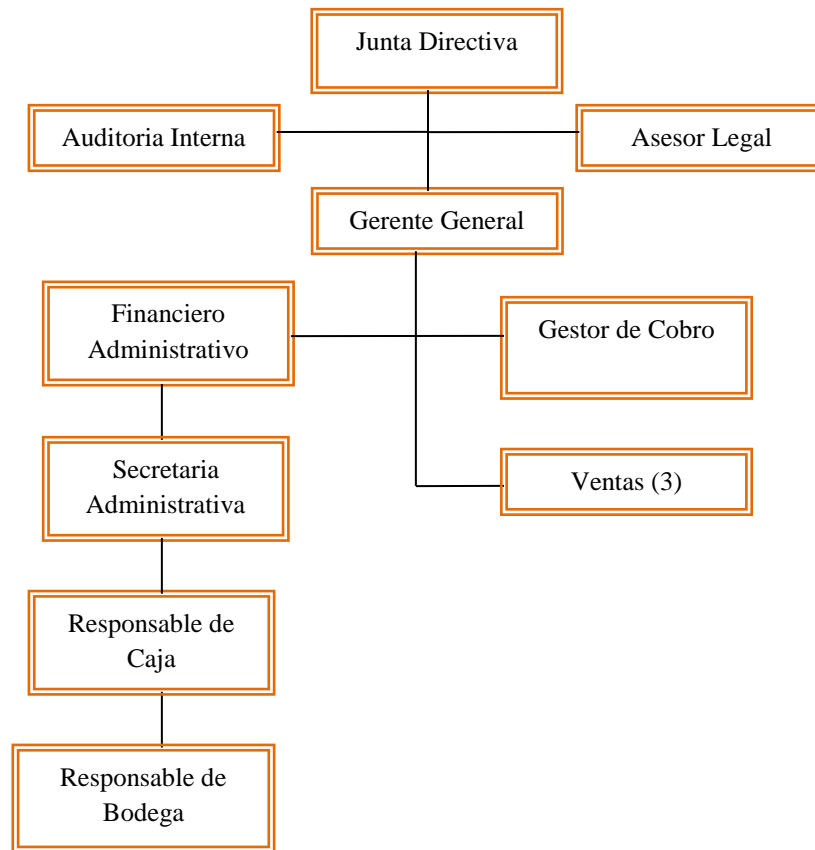 Junta Directiva
Auditoria Interna
Asesor Legal
Gerente General
Financiero
Administrativo
Gestor de Cobro
Secretaria
Administrativa
Ventas (3)
Responsable de
Caja
Responsable de
Bodega